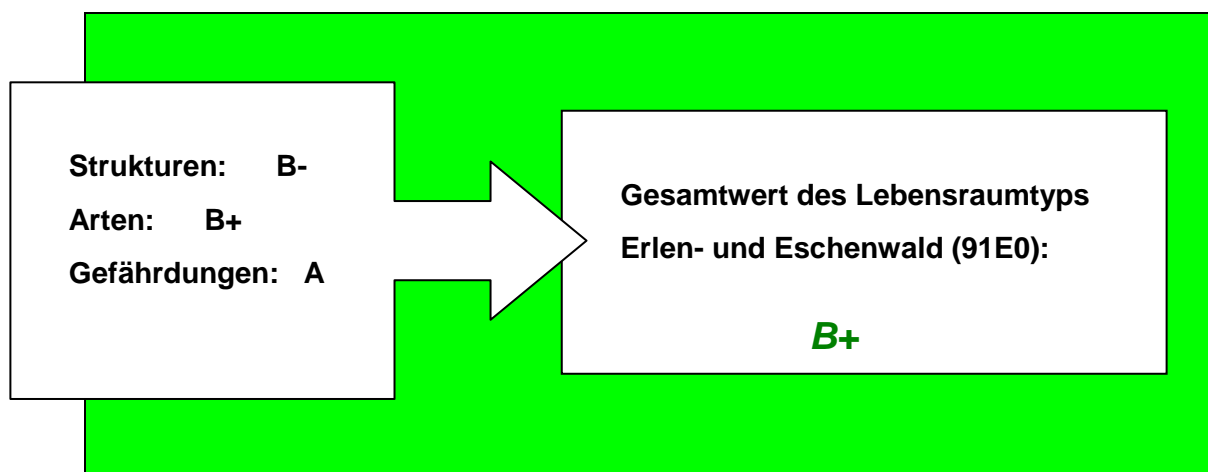 Strukturen: B-
Arten: B+
Gefährdungen: A
Gesamtwert des Lebensraumtyps
Erlen- und Eschenwald (91E0):
B+